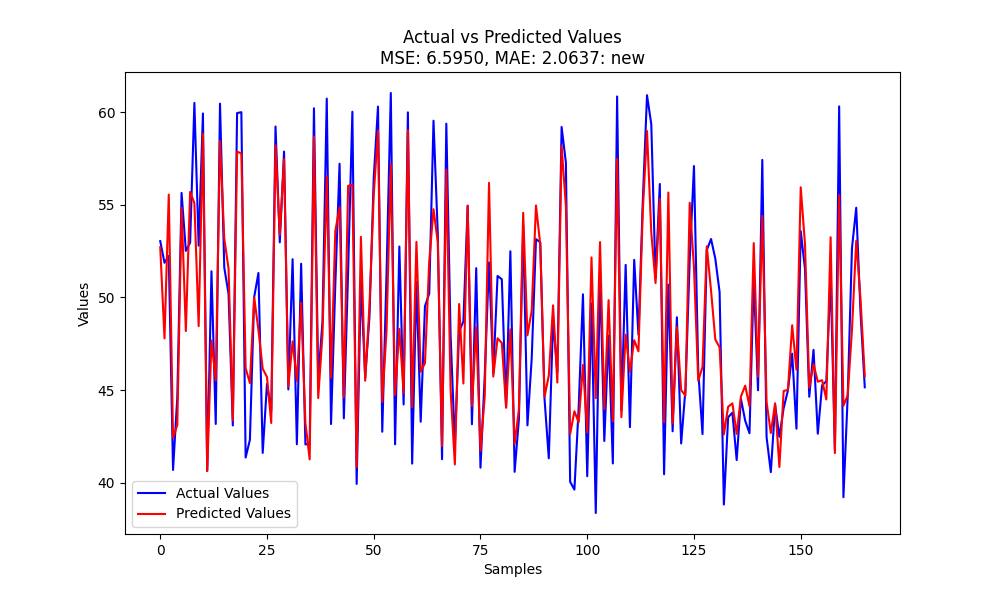 Actual vs Predicted Values
MSE: 6.5950, MAE: 2.0637: new
Values
60
55
50
45
40
Actual Values
Predicted Values
0 25 50 75 100 125 150
Samples